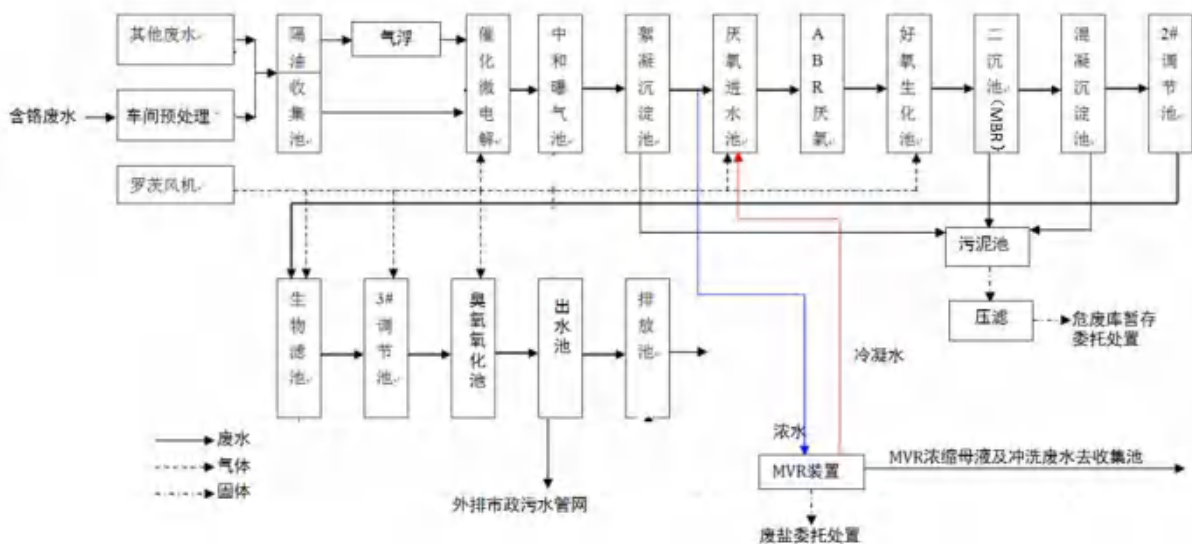 其他废水
隔油收集池
气浮
催化微电解
中和曝气池
絮凝沉淀池
厌氧进水池
ABR厌氧
好氧生化池
二沉池(MBR)
混凝沉淀池
2#调节池
含铬废水
车间预处理
罗茨风机
污泥池
生物滤池
3#调节池
臭氧氧化池
出水池
排放池
压滤
危废库暂存
委托处置
冷凝水
浓水
废水
气体
固体
MVR装置
MVR浓缩母液及冲洗废水去收集池
外排市政污水管网
废盐委托处置